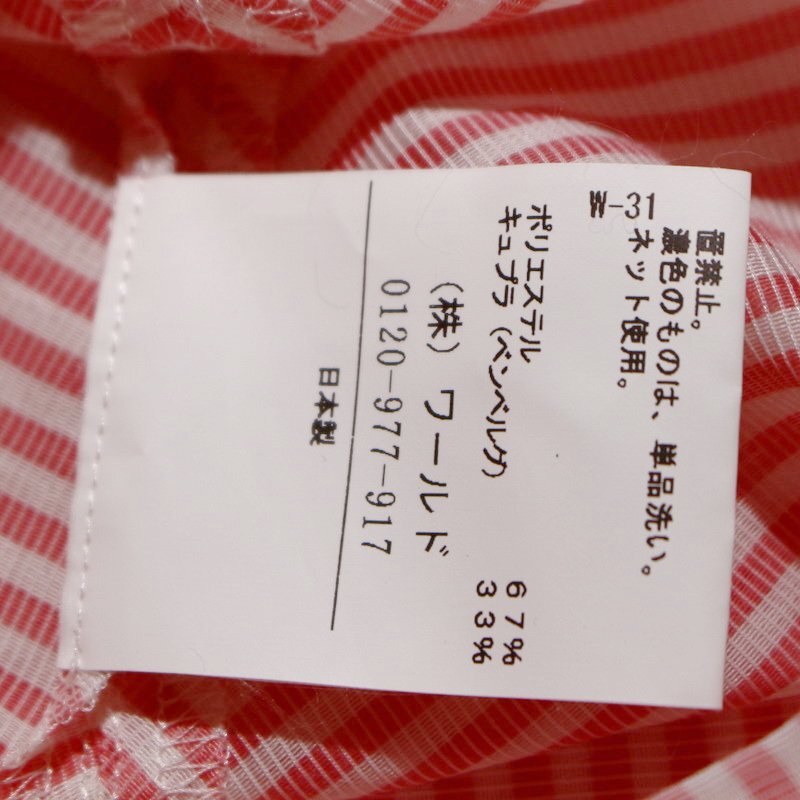 置禁止。
濃色のものは、単品洗い。
ネット使用。
-31
ポリエステル 67%
キュプラ（ベンベルグ） 33%
（株）ワールド
0120-977-917
日本製